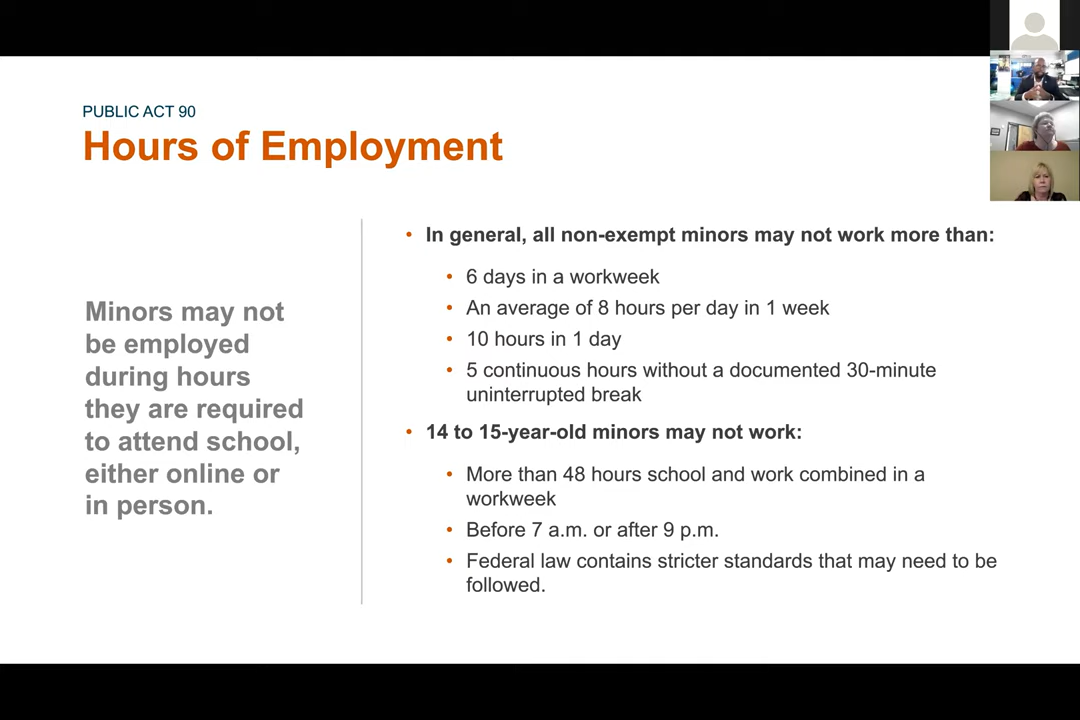 PUBLIC ACT 90
Hours of Employment
Minors may not
be employed
during hours
they are required
to attend school,
either online or
in person.
• In general, all non-exempt minors may not work more than:
• 6 days in a workweek
• An average of 8 hours per day in 1 week
• 10 hours in 1 day
• 5 continuous hours without a documented 30-minute
uninterrupted break
• 14 to 15-year-old minors may not work:
• More than 48 hours school and work combined in a
workweek
• Before 7 a.m. or after 9 p.m.
• Federal law contains stricter standards that may need to be
followed.